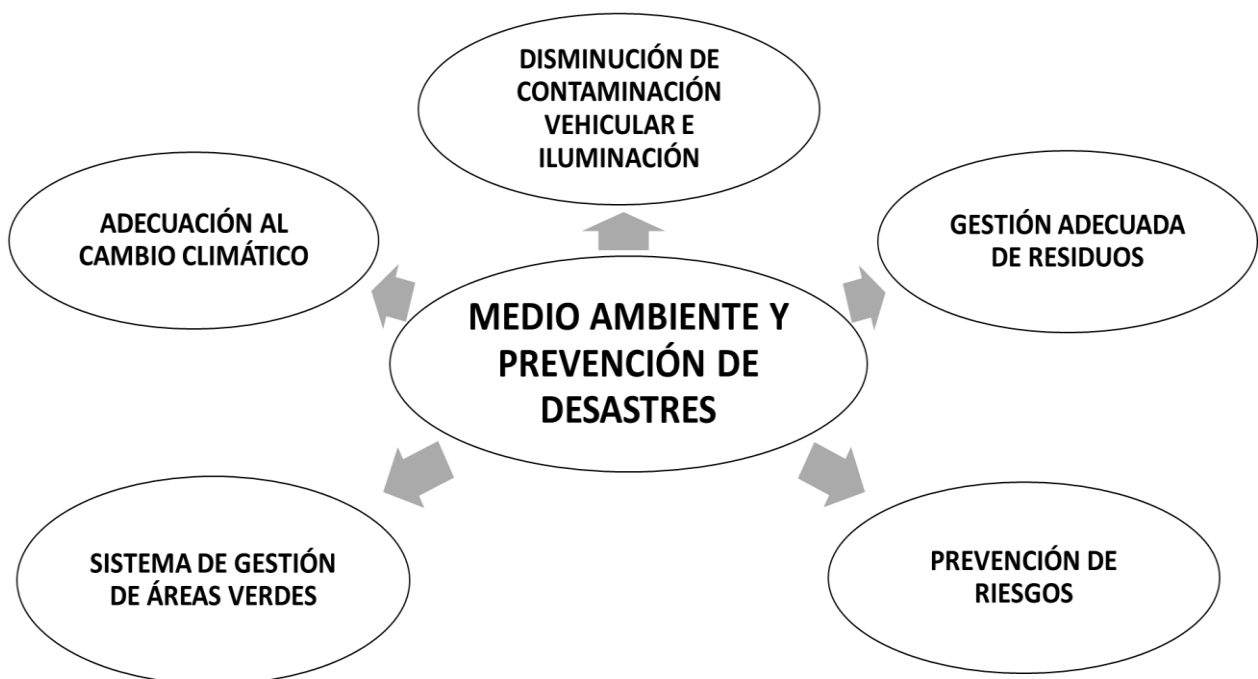 DISMINUCIÓN DE
CONTAMINACIÓN
VEHICULAR E
ILUMINACIÓN
ADECUACIÓN AL
CAMBIO CLIMÁTICO
GESTIÓN ADECUADA
DE RESIDUOS
MEDIO AMBIENTE Y
PREVENCIÓN DE
DESASTRES
SISTEMA DE GESTIÓN
DE ÁREAS VERDES
PREVENCIÓN DE
RIESGOS